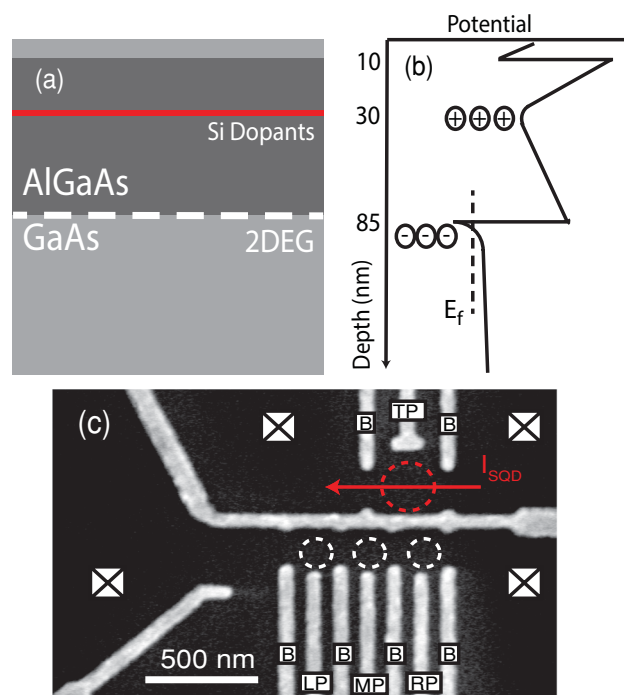 (a)
Si Dopants
AlGaAs
GaAs
2DEG
Potential
(b)
10
30
+ + +
85
- - -
E_f
Depth (nm)
(c)
B
TP
B
I_SQD
B
LP
B
MP
B
RP
B
500 nm